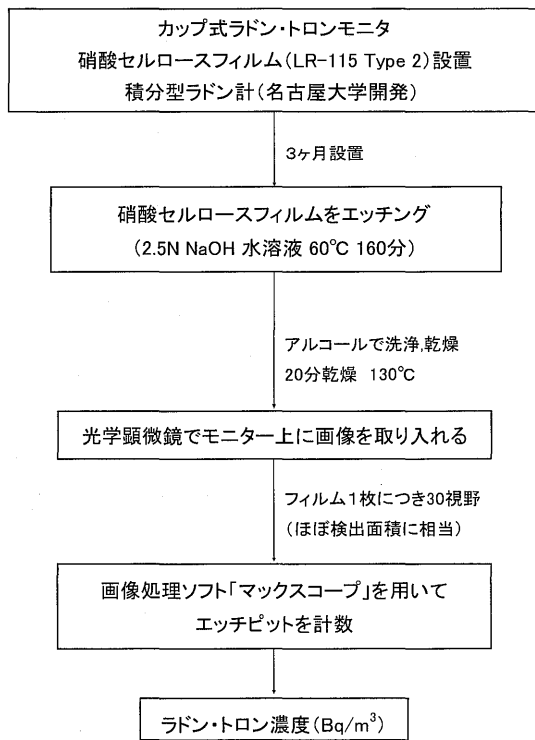 カップ式ラドン・トロンモニタ
硝酸セルロースフィルム(LR-115 Type 2)設置
積分型ラドン計(名古屋大学開発)
3ヶ月設置
硝酸セルロースフィルムをエッチング
(2.5N NaOH 水溶液 60℃ 160分)
アルコールで洗浄,乾燥
20分乾燥 130℃
光学顕微鏡でモニター上に画像を取り入れる
フィルム1枚につき30視野
(ほぼ検出面積に相当)
画像処理ソフト「マックスコープ」を用いて
エッチピットを計数
ラドン・トロン濃度(Bq/m³)